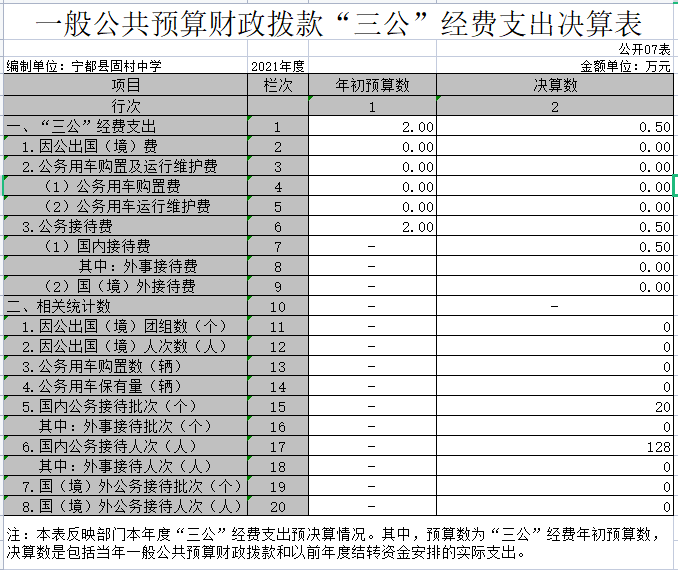 一般公共预算财政拨款“三公”经费支出决算表
公开07表
编制单位：宁都县固村中学 2021年度 金额单位：万元
项目 栏次 年初预算数 决算数
行次 1 2
一、“三公”经费支出 1 2.00 0.50
1.因公出国（境）费 2 0.00 0.00
2.公务用车购置及运行维护费 3 0.00 0.00
（1）公务用车购置费 4 0.00 0.00
（2）公务用车运行维护费 5 0.00 0.00
3.公务接待费 6 2.00 0.50
（1）国内接待费 7 – 0.50
其中：外事接待费 8 – 0.00
（2）国（境）外接待费 9 – 0.00
二、相关统计数 10 – –
1.因公出国（境）团组数（个） 11 – 0
2.因公出国（境）人次数（人） 12 – 0
3.公务用车购置数（辆） 13 – 0
4.公务用车保有量（辆） 14 – 0
5.国内公务接待批次（个） 15 – 20
其中：外事接待批次（个） 16 – 0
6.国内公务接待人次（人） 17 – 128
其中：外事接待人次（人） 18 – 0
7.国（境）外公务接待批次（个） 19 – 0
8.国（境）外公务接待人次（人） 20 – 0
注：本表反映部门本年度“三公”经费支出预决算情况。其中，预算数为“三公”经费年初预算数，
决算数是包括当年一般公共预算财政拨款和以前年度结转资金安排的实际支出。